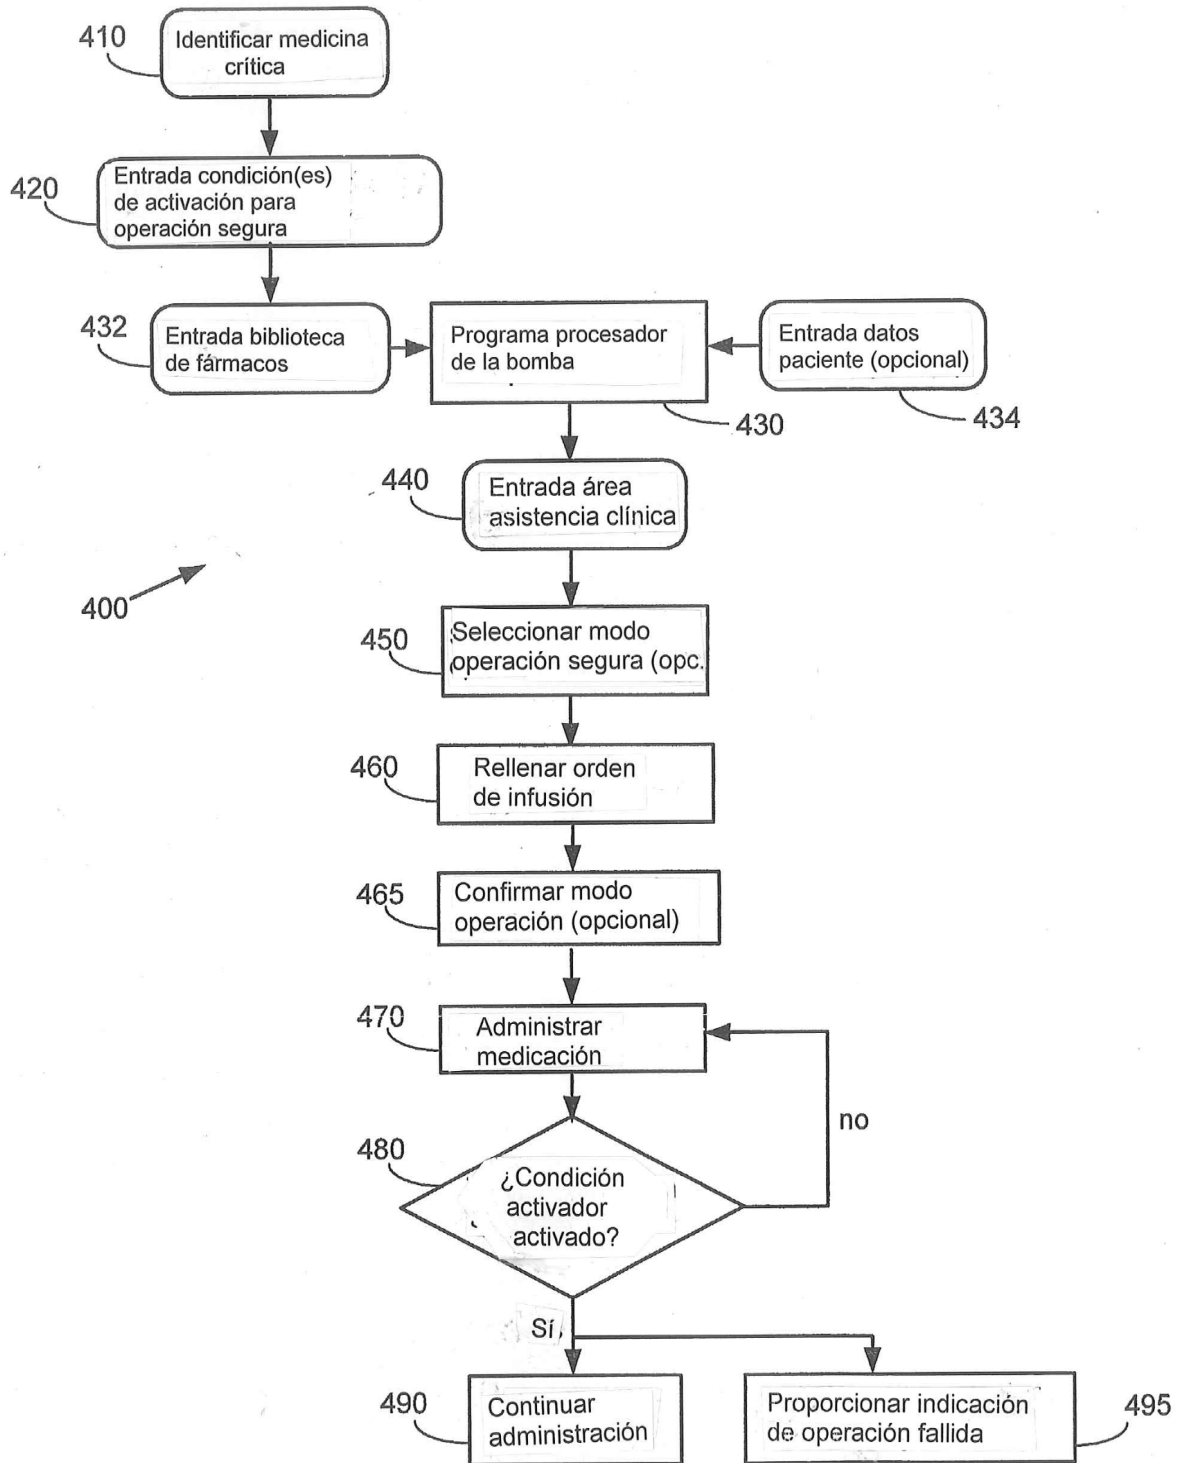 410
Identificar medicina
crítica
420
Entrada condición(es)
de activación para
operación segura
432
Entrada biblioteca
de fármacos
Programa procesador
de la bomba
430
Entrada datos
paciente (opcional)
434
440
Entrada área
asistencia clínica
400
450
Seleccionar modo
operación segura (opc.
460
Rellenar orden
de infusión
465
Confirmar modo
operación (opcional)
470
Administrar
medicación
no
480
¿Condición
activador
activado?
Sí
490
Continuar
administración
Proporcionar indicación
de operación fallida
495